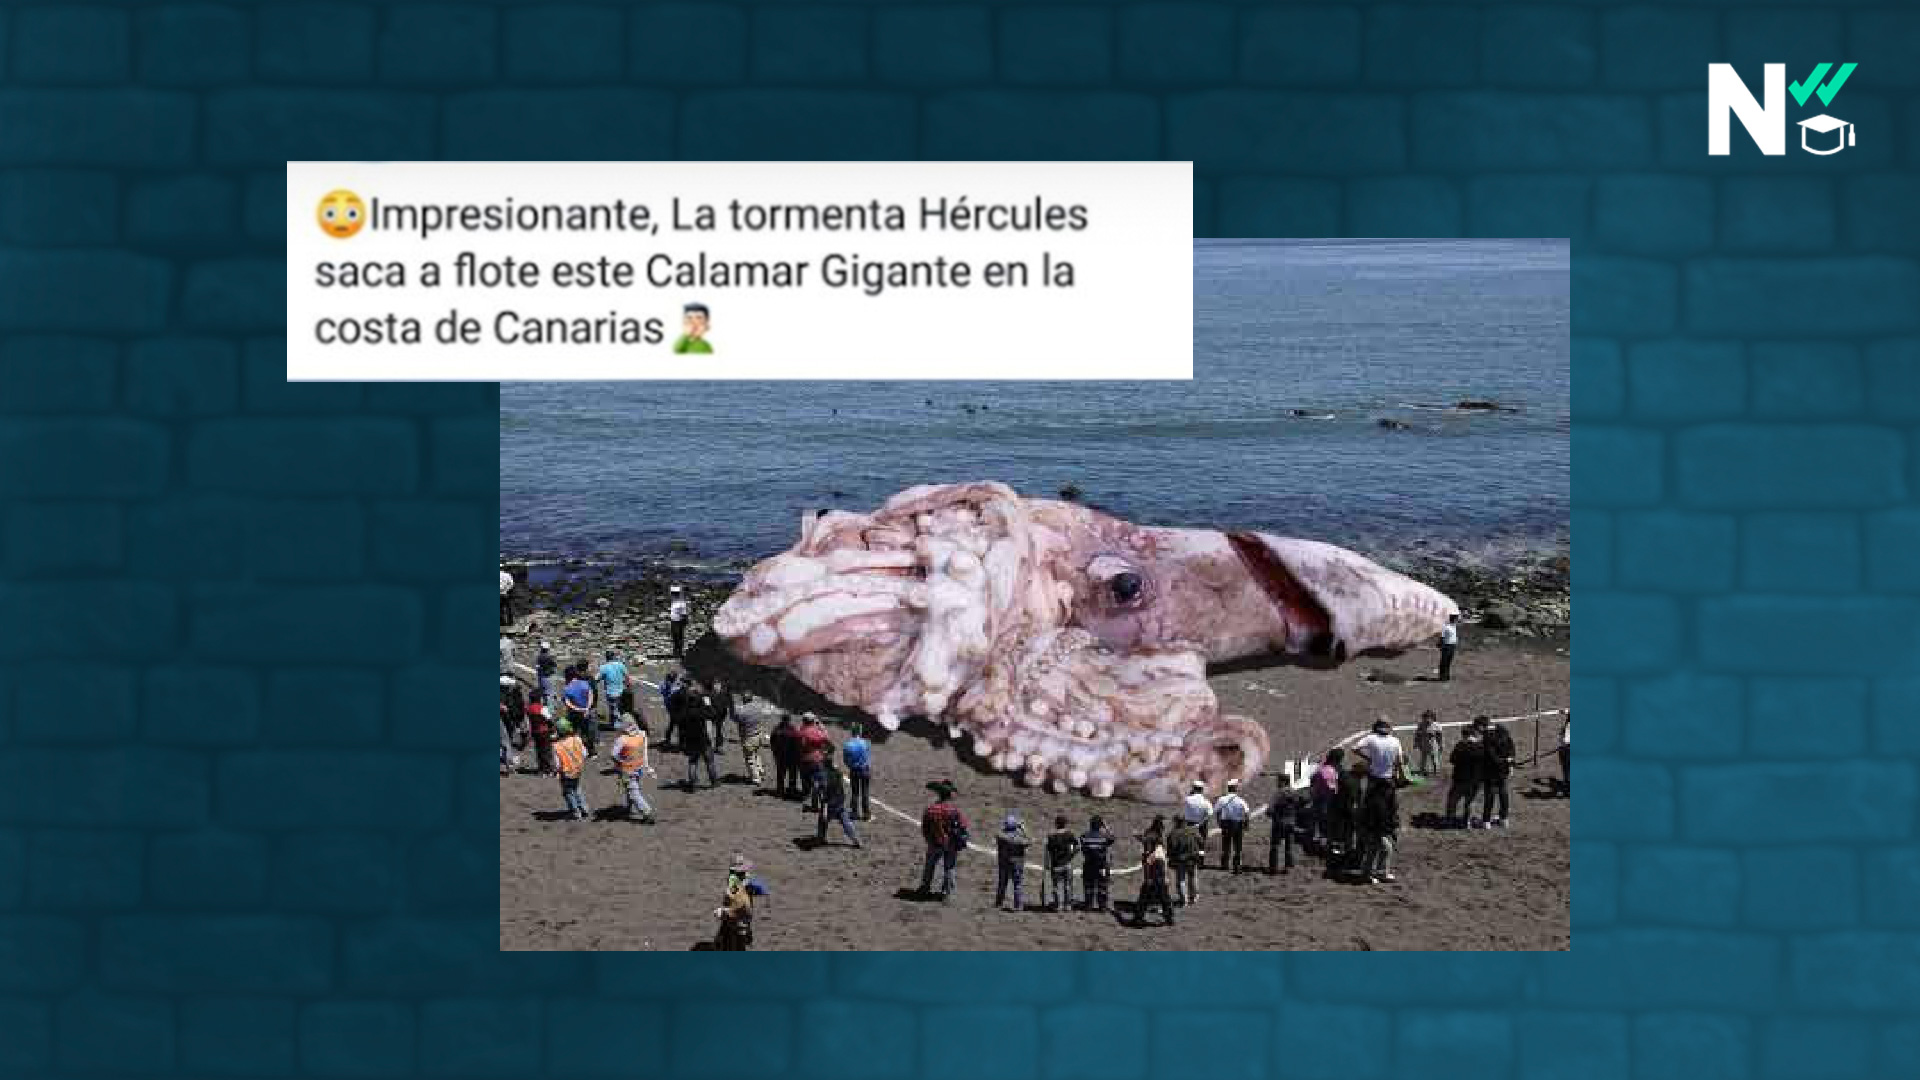 N
😳Impresionante, La tormenta Hércules
saca a flote este Calamar Gigante en la
costa de Canarias🤦🏻‍♂️